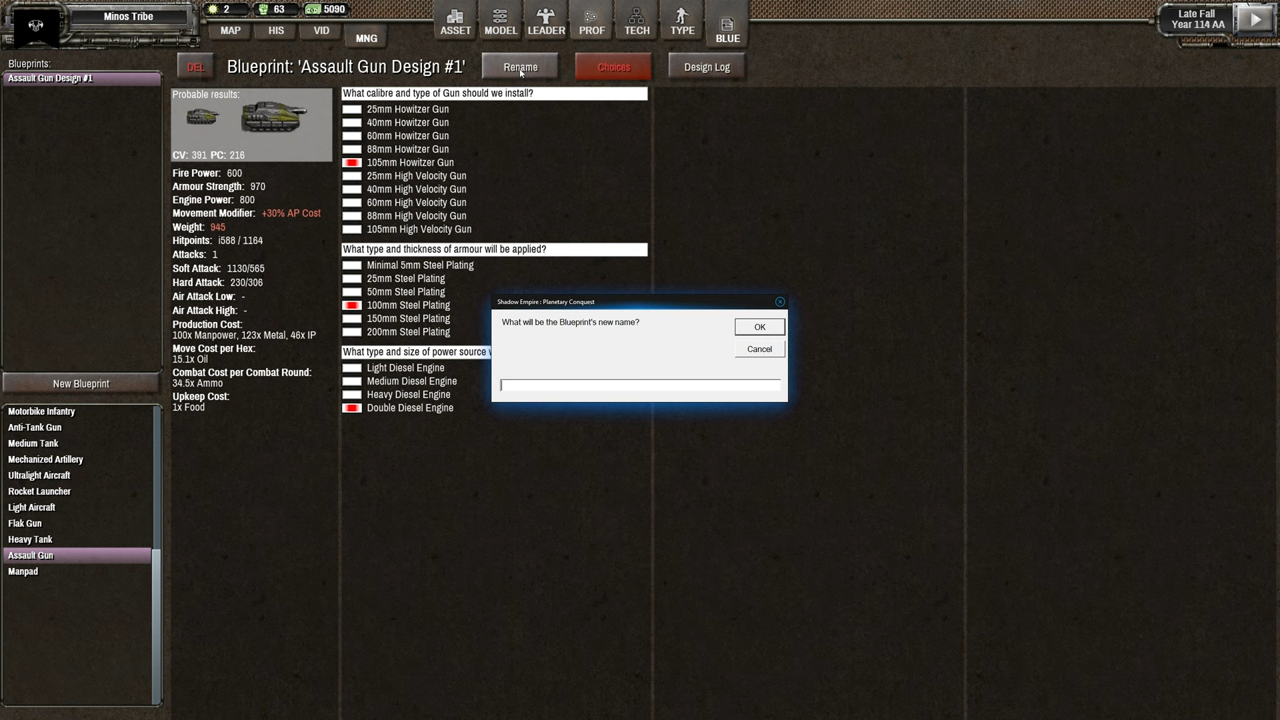 Minos Tribe
2
63
5090
MAP
HIS
VID
MNG
ASSET
MODEL
LEADER
PROF
TECH
TYPE
BLUE
Late Fall
Year 114 AA
Blueprints:
Assault Gun Design #1
DEL
Blueprint: 'Assault Gun Design #1'
Rename
Choices
Design Log
Probable results:
CV: 391 PC: 216
Fire Power: 600
Armour Strength: 970
Engine Power: 800
Movement Modifier: +30% AP Cost
Weight: 945
Hitpoints: i588 / 1164
Attacks: 1
Soft Attack: 1130/565
Hard Attack: 230/306
Air Attack Low: -
Air Attack High: -
Production Cost:
100x Manpower, 123x Metal, 46x IP
Move Cost per Hex:
15.1x Oil
Combat Cost per Combat Round:
34.5x Ammo
Upkeep Cost:
1x Food
What calibre and type of Gun should we install?
25mm Howitzer Gun
40mm Howitzer Gun
60mm Howitzer Gun
88mm Howitzer Gun
105mm Howitzer Gun
25mm High Velocity Gun
40mm High Velocity Gun
60mm High Velocity Gun
88mm High Velocity Gun
105mm High Velocity Gun
What type and thickness of armour will be applied?
Minimal 5mm Steel Plating
25mm Steel Plating
50mm Steel Plating
100mm Steel Plating
150mm Steel Plating
200mm Steel Plating
What type and size of power source
Light Diesel Engine
Medium Diesel Engine
Heavy Diesel Engine
Double Diesel Engine
Shadow Empire : Planetary Conquest
What will be the Blueprint's new name?
OK
Cancel
New Blueprint
Motorbike Infantry
Anti-Tank Gun
Medium Tank
Mechanized Artillery
Ultralight Aircraft
Rocket Launcher
Light Aircraft
Flak Gun
Heavy Tank
Assault Gun
Manpad